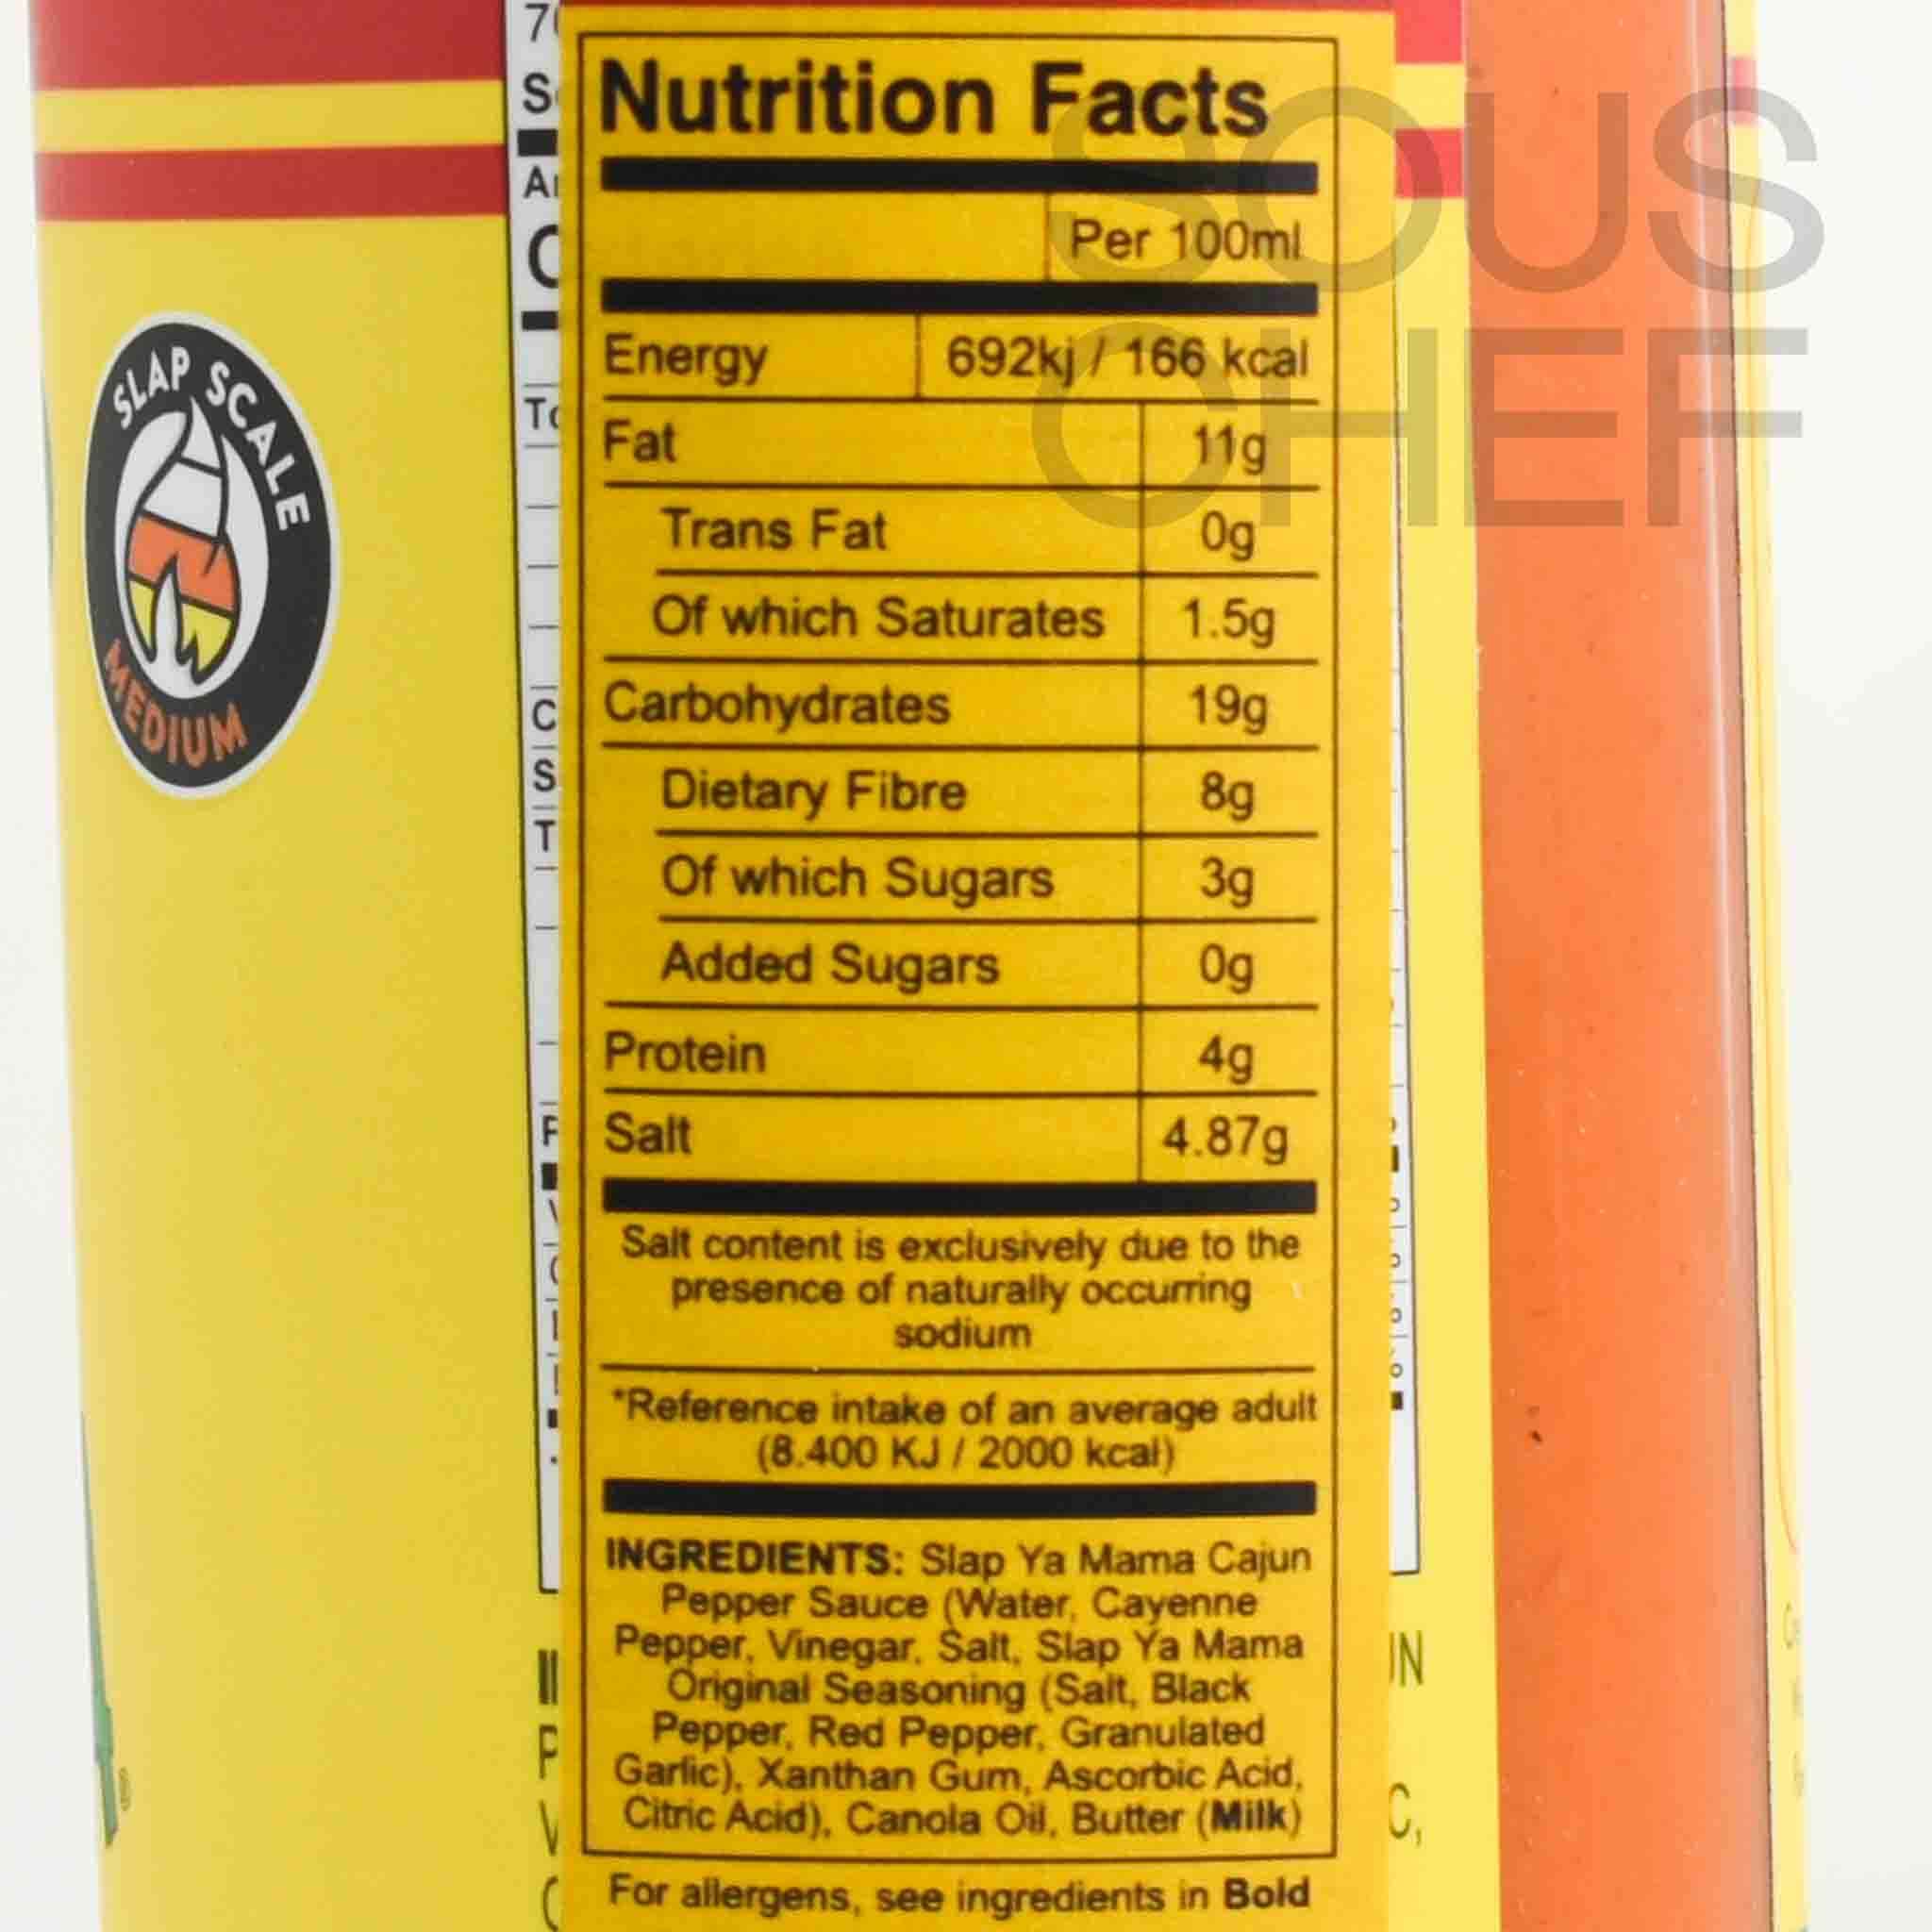 Nutrition Facts
Per 100ml
Energy 692kj / 166 kcal
Fat 11g
Trans Fat 0g
Of which Saturates 1.5g
Carbohydrates 19g
Dietary Fibre 8g
Of which Sugars 3g
Added Sugars 0g
Protein 4g
Salt 4.87g
Salt content is exclusively due to the
presence of naturally occurring
sodium
*Reference intake of an average adult
(8.400 KJ / 2000 kcal)
INGREDIENTS: Slap Ya Mama Cajun
Pepper Sauce (Water, Cayenne
Pepper, Vinegar, Salt, Slap Ya Mama
Original Seasoning (Salt, Black
Pepper, Red Pepper, Granulated
Garlic), Xanthan Gum, Ascorbic Acid,
Citric Acid), Canola Oil, Butter (Milk)
For allergens, see ingredients in Bold
SLAP SCALE
MEDIUM
SOUS
CHEF